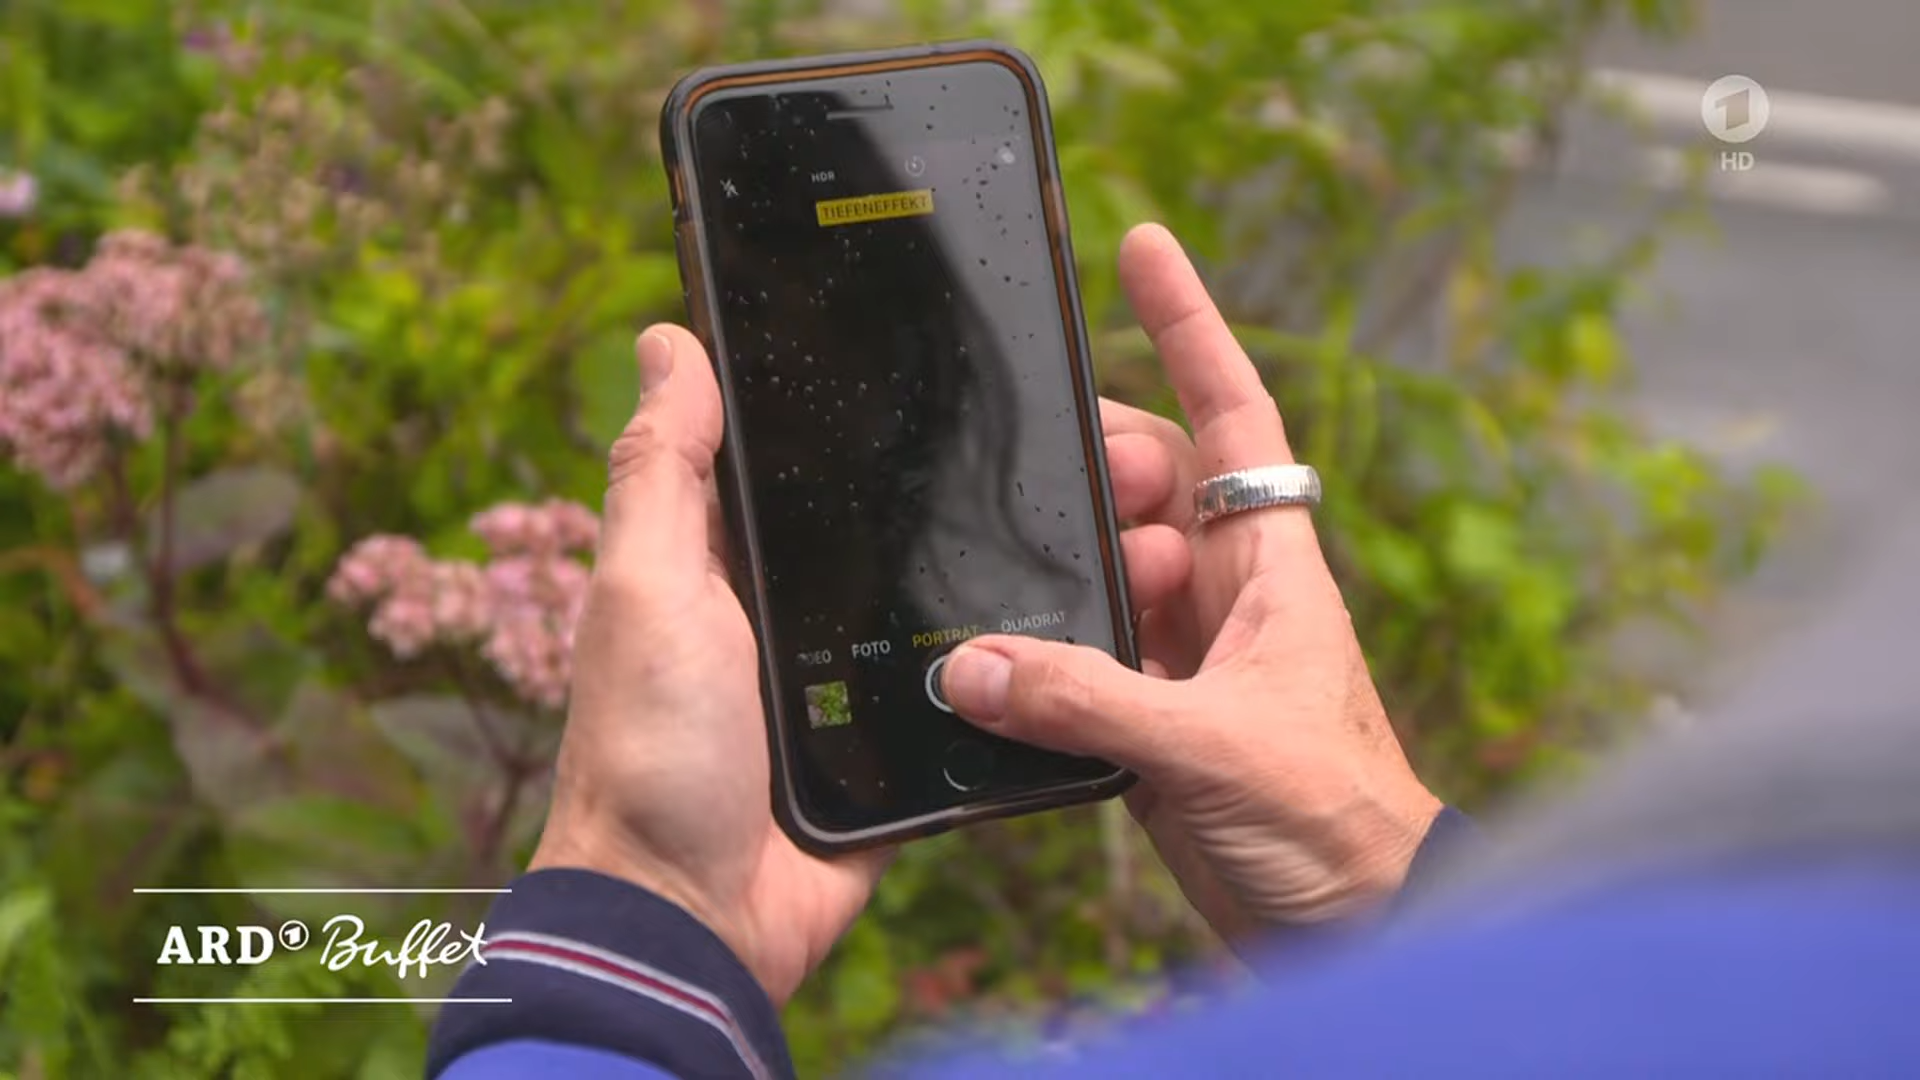 HD
HDR
TIEFENEFFEKT
FOTO PORTRÄT QUADRAT
ARD Buffet